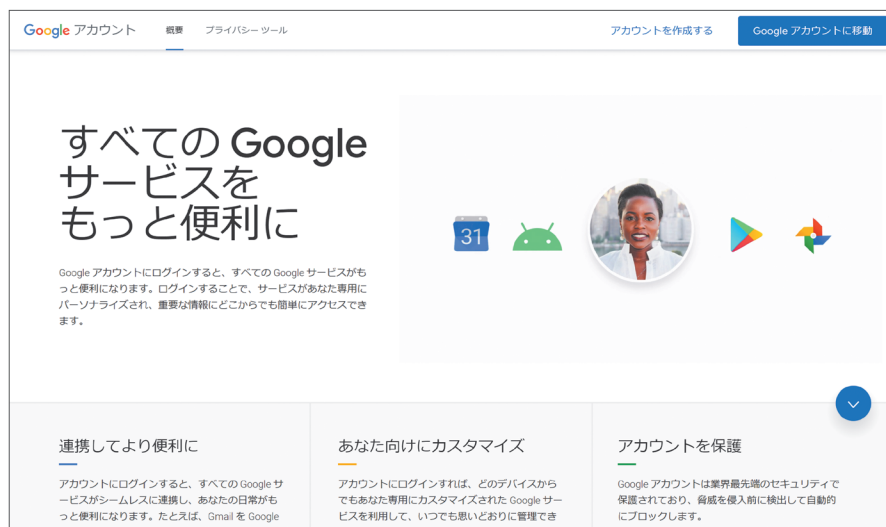 Google アカウント
概要
プライバシー ツール
アカウントを作成する
Google アカウントに移動
すべての Google
サービスを
もっと便利に
Google アカウントにログインすると、すべての Google サービスがも
っと便利になります。ログインすることで、サービスがあなた専用に
パーソナライズされ、重要な情報にどこからでも簡単にアクセスでき
ます。
31
連携してより便利に
アカウントにログインすると、すべての Google サ
ービスがシームレスに連携し、あなたの日常がも
っと便利になります。たとえば、Gmail を Google
あなた向けにカスタマイズ
アカウントにログインすれば、どのデバイスから
でもあなた専用にカスタマイズされた Google サー
ビスを利用して、いつでも思いどおりに管理でき
アカウントを保護
Google アカウントは業界最先端のセキュリティで
保護されており、脅威を侵入前に検出して自動的
にブロックします。